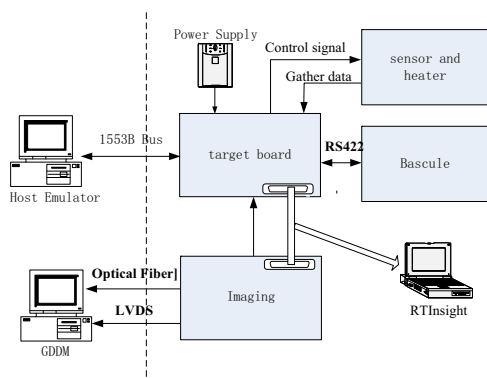 Power Supply
Control signal
Gather data
sensor and
heater
1553B Bus
target board
RS422
Bascule
Host Emulator
Optical Fiber]
LVDS
Imaging
RTInsight
GDDM